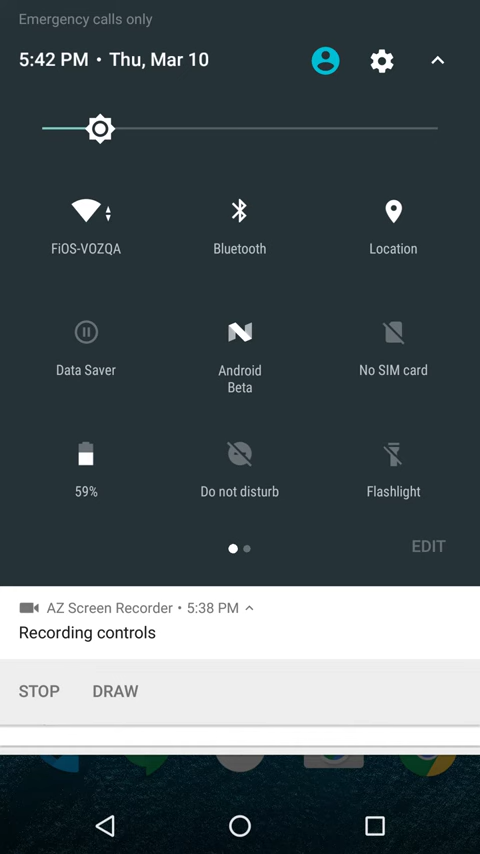 Emergency calls only
5:42 PM • Thu, Mar 10
FiOS-VOZQA
Bluetooth
Location
Data Saver
Android
Beta
No SIM card
59%
Do not disturb
Flashlight
EDIT
AZ Screen Recorder • 5:38 PM
Recording controls
STOP
DRAW